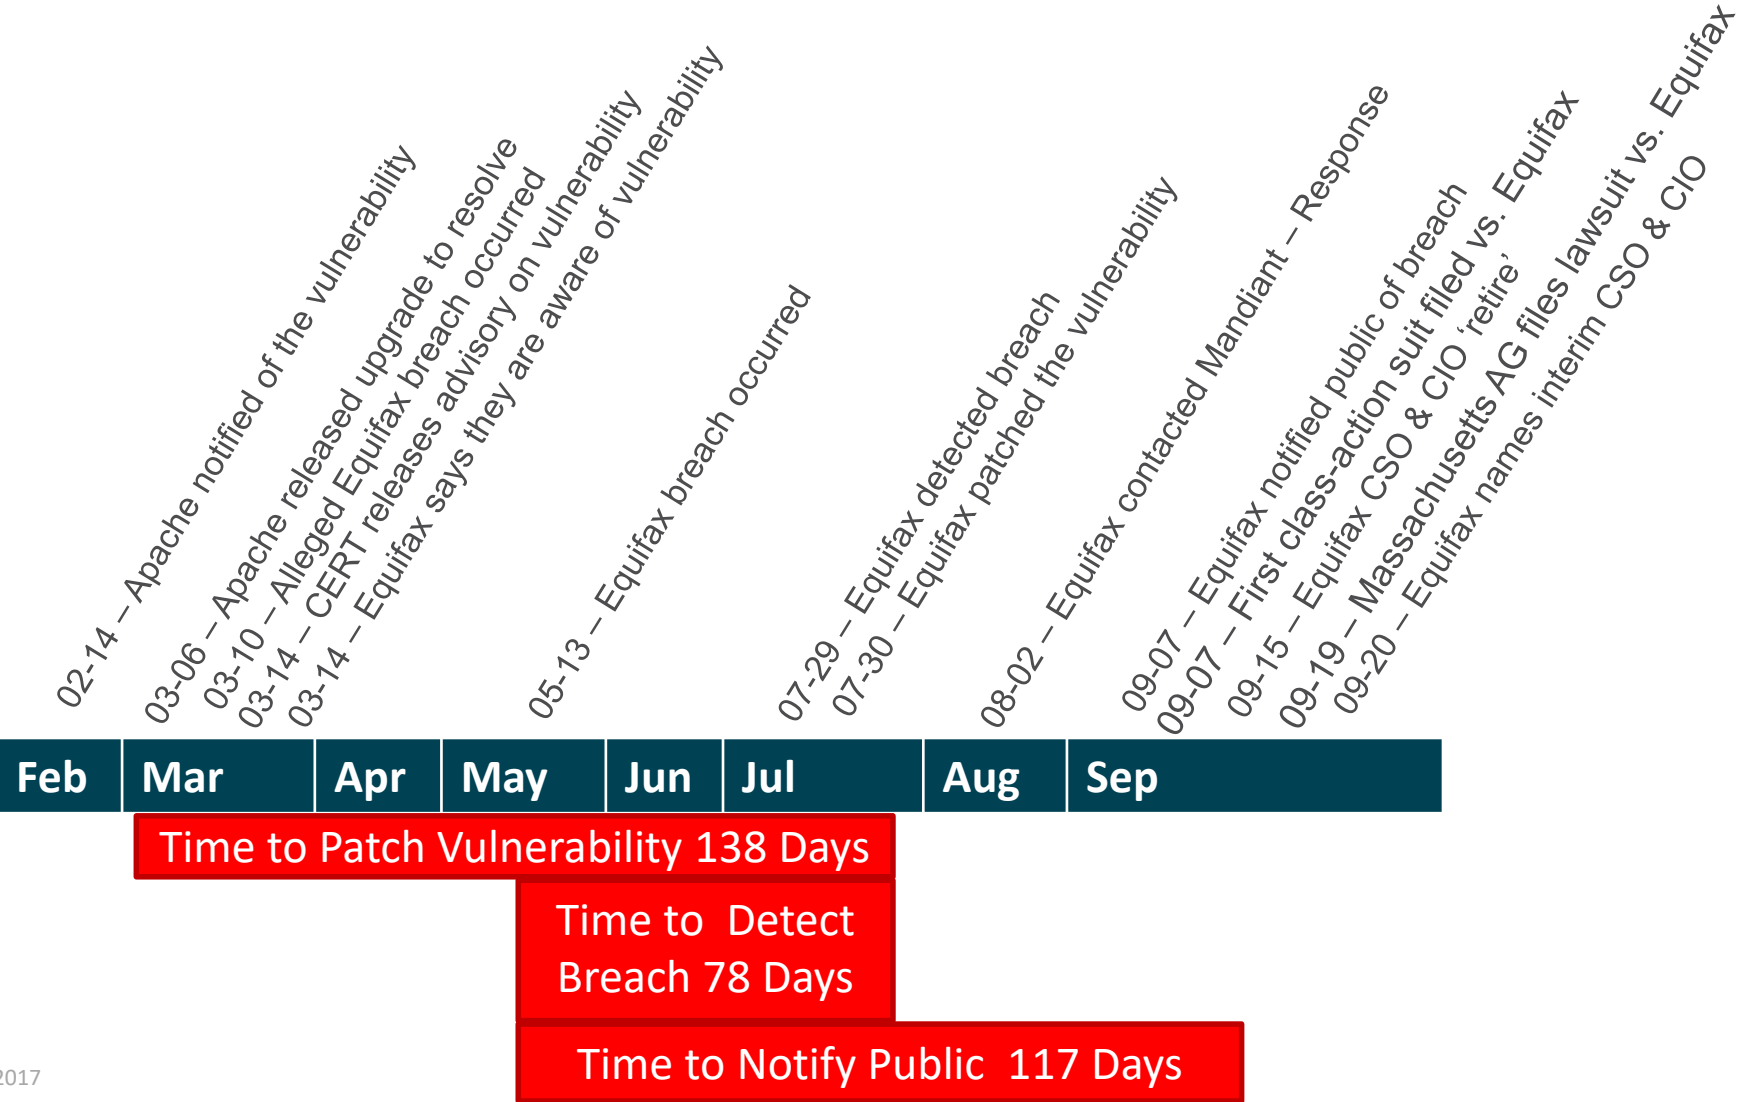 02-14 – Apache notified of the vulnerability
03-06 – Apache released upgrade to resolve
03-10 – Alleged Equifax breach occurred
03-14 – CERT releases advisory on vulnerability
03-14 – Equifax says they are aware of vulnerability
05-13 – Equifax breach occurred
07-29 – Equifax detected breach
07-30 – Equifax patched the vulnerability
08-02 – Equifax contacted Mandiant – Response
09-07 – Equifax notified public of breach
09-07 – First class-action suit filed vs. Equifax
09-15 – Equifax CSO & CIO ‘retire’
09-19 – Massachusetts AG files lawsuit vs. Equifax
09-20 – Equifax names interim CSO & CIO
Feb Mar Apr May Jun Jul Aug Sep
Time to Patch Vulnerability 138 Days
Time to Detect
Breach 78 Days
Time to Notify Public 117 Days
2017